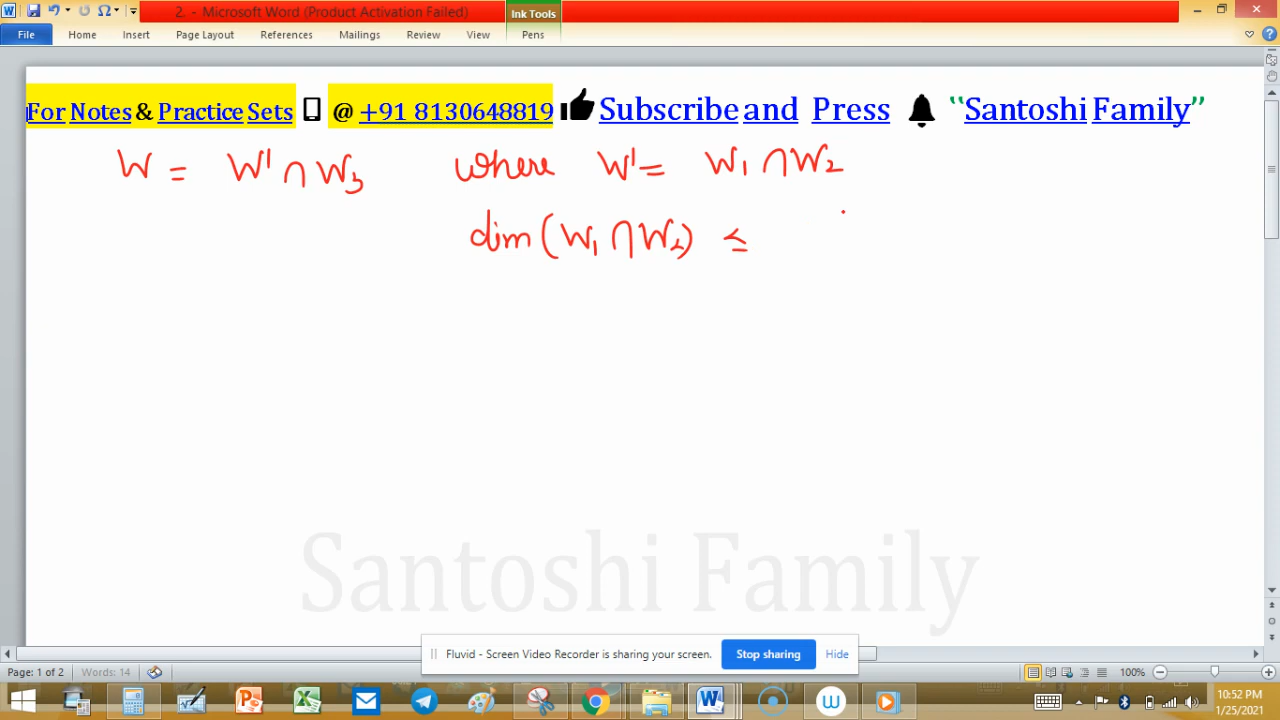 2. - Microsoft Word (Product Activation Failed)
Ink Tools
File Home Insert Page Layout References Mailings Review View Pens
For Notes & Practice Sets @ +91 8130648819 Subscribe and Press "Santoshi Family"
W = W' ∩ W3 where W' = W1 ∩ W2
dim (W1 ∩ W2) ≤
Santoshi Family
Fluvid - Screen Video Recorder is sharing your screen. Stop sharing Hide
Page: 1 of 2 Words: 14 100%
10:52 PM
1/25/2021